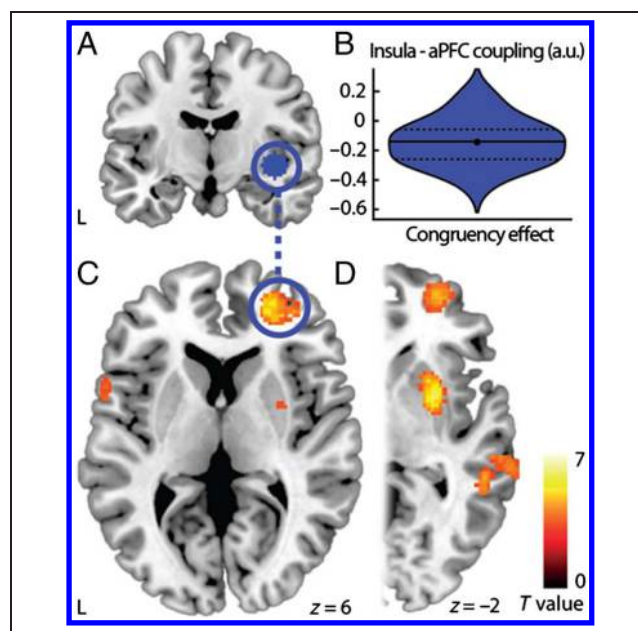 A
B
Insula - aPFC coupling (a.u.)
0.2
0
−0.2
−0.4
−0.6
L
Congruency effect
C
D
7
0
L
z = 6
z = −2
T value